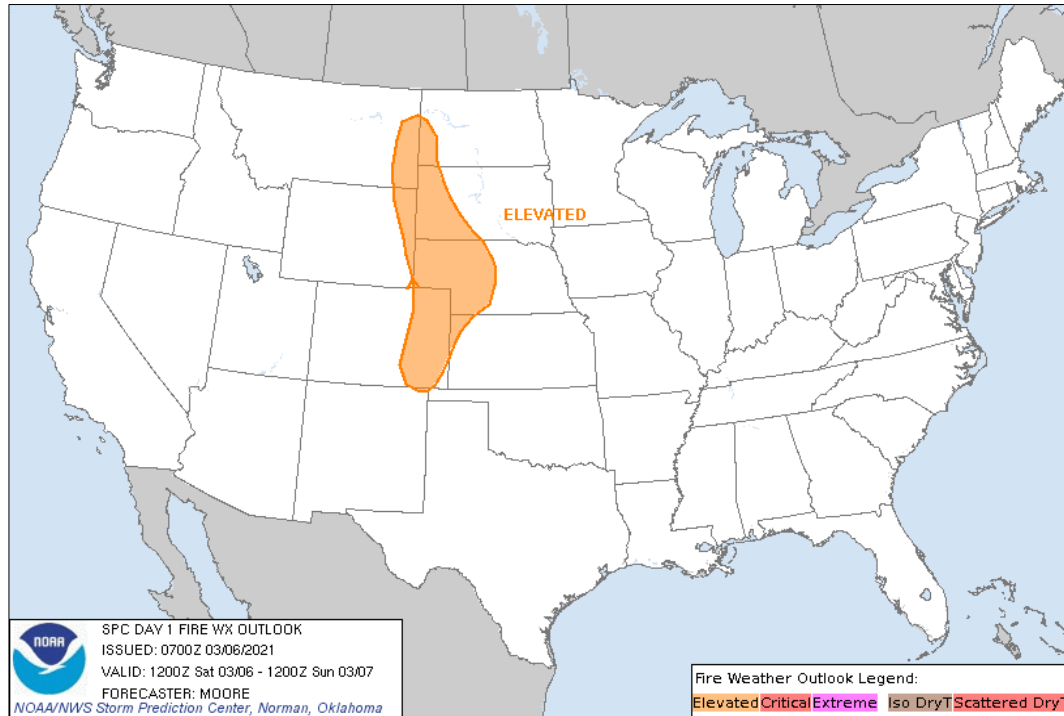 ELEVATED
NOAA
SPC DAY 1 FIRE WX OUTLOOK
ISSUED: 0700Z 03/06/2021
VALID: 1200Z Sat 03/06 - 1200Z Sun 03/07
FORECASTER: MOORE
NOAA/NWS Storm Prediction Center, Norman, Oklahoma
Fire Weather Outlook Legend:
Elevated Critical Extreme Iso DryT Scattered DryT